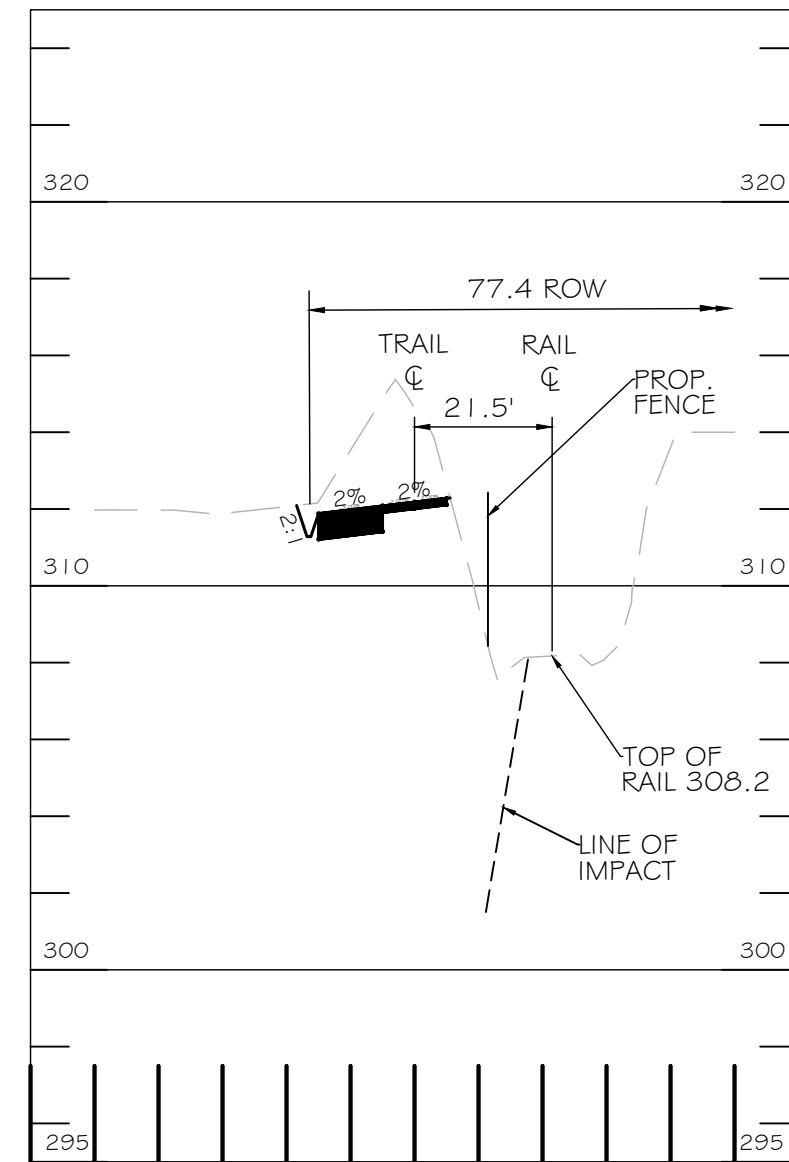 320 320
77.4 ROW
TRAIL RAIL
℄ ℄
PROP.
FENCE
21.5'
2% 2%
2:1
310 310
TOP OF
RAIL 308.2
LINE OF
IMPACT
300 300
295 295